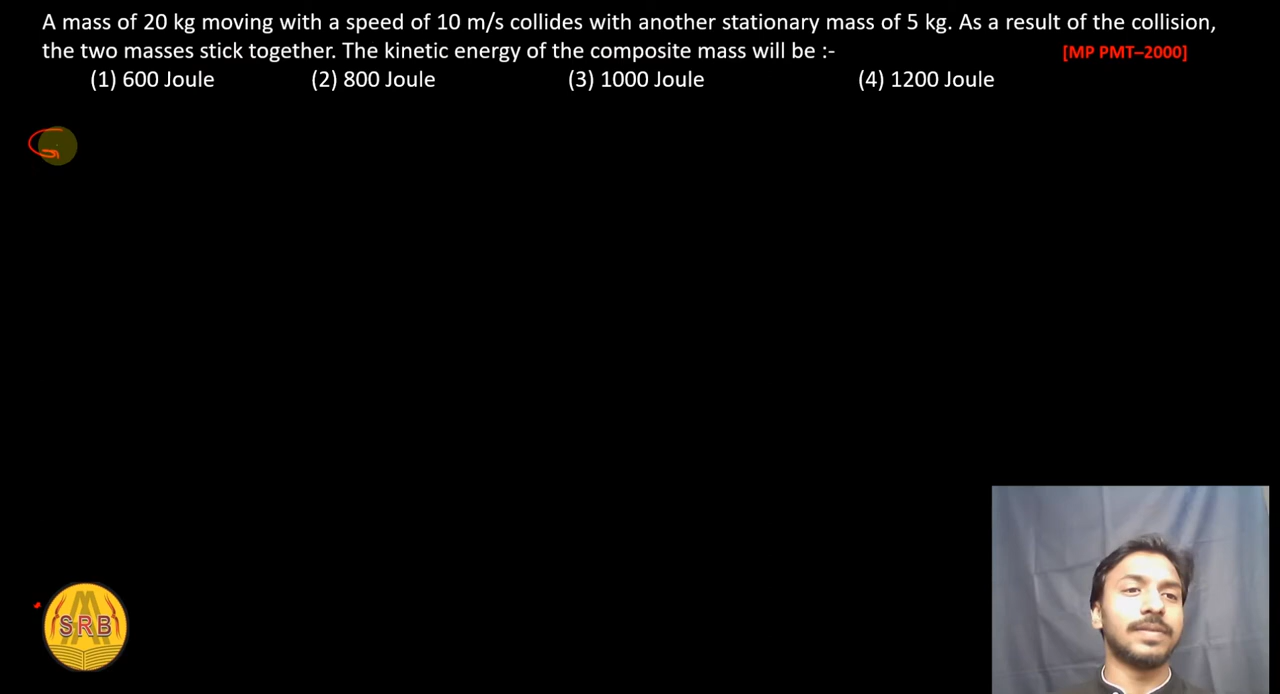 A mass of 20 kg moving with a speed of 10 m/s collides with another stationary mass of 5 kg. As a result of the collision,
the two masses stick together. The kinetic energy of the composite mass will be :- [MP PMT–2000]
(1) 600 Joule (2) 800 Joule (3) 1000 Joule (4) 1200 Joule
SRB